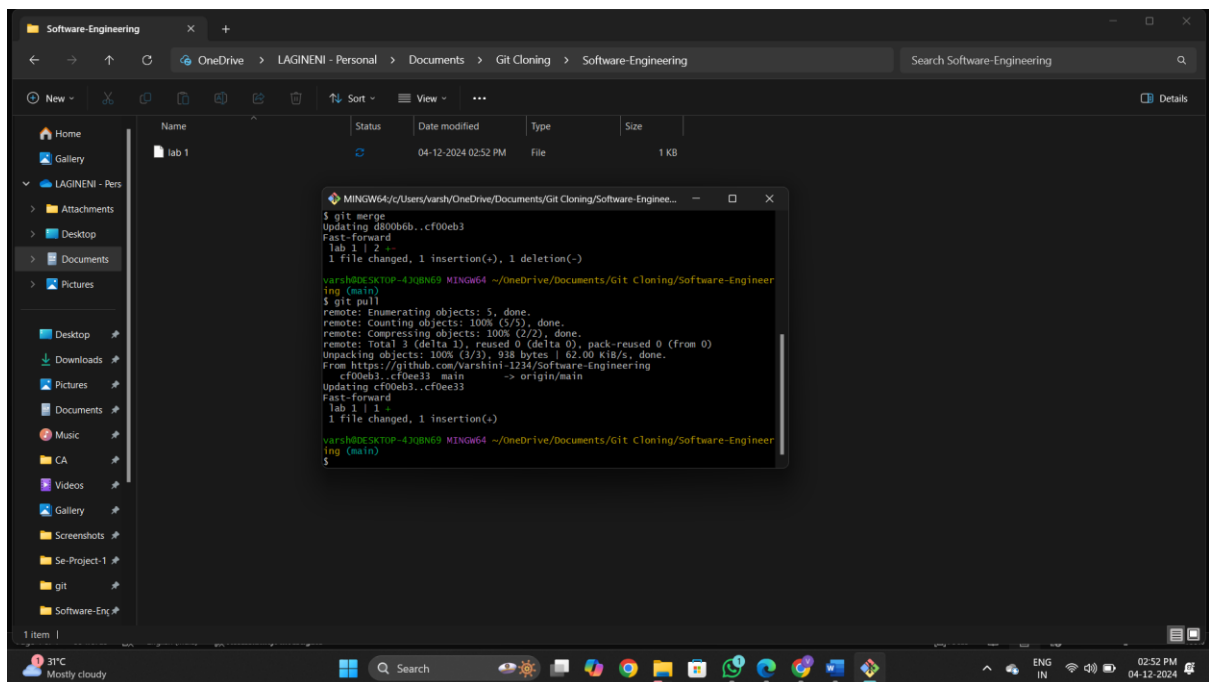 Software-Engineering
OneDrive > LAGINENI - Personal > Documents > Git Cloning > Software-Engineering
Search Software-Engineering
New
Sort
View
Details
Name
Status
Date modified
Type
Size
lab 1
04-12-2024 02:52 PM
File
1 KB
Home
Gallery
LAGINENI - Pers
Attachments
Desktop
Documents
Pictures
Desktop
Downloads
Pictures
Documents
Music
CA
Videos
Gallery
Screenshots
Se-Project-1
git
Software-Eng
1 item
MINGW64:/c/Users/varsh/OneDrive/Documents/Git Cloning/Software-Enginee...
$ git merge
Updating d800b6b..cf00eb3
Fast-forward
lab 1 | 2 +-
1 file changed, 1 insertion(+), 1 deletion(-)
varsh@DESKTOP-4JQBN69 MINGW64 ~/OneDrive/Documents/Git Cloning/Software-Engineer
ing (main)
$ git pull
remote: Enumerating objects: 5, done.
remote: Counting objects: 100% (5/5), done.
remote: Compressing objects: 100% (2/2), done.
remote: Total 3 (delta 1), reused 0 (delta 0), pack-reused 0 (from 0)
Unpacking objects: 100% (3/3), 938 bytes | 62.00 KiB/s, done.
From https://github.com/Varshini-1234/Software-Engineering
cf00eb3..cf0ee33 main -> origin/main
Updating cf00eb3..cf0ee33
Fast-forward
lab 1 | 1 +
1 file changed, 1 insertion(+)
varsh@DESKTOP-4JQBN69 MINGW64 ~/OneDrive/Documents/Git Cloning/Software-Engineer
ing (main)
$
1
31°C
Mostly cloudy
Search
ENG
IN
02:52 PM
04-12-2024